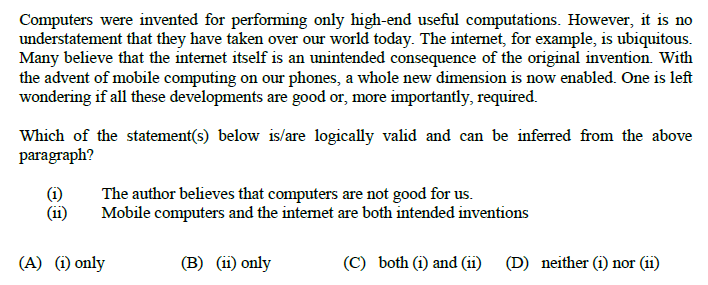 Computers were invented for performing only high-end useful computations. However, it is no
understatement that they have taken over our world today. The internet, for example, is ubiquitous.
Many believe that the internet itself is an unintended consequence of the original invention. With
the advent of mobile computing on our phones, a whole new dimension is now enabled. One is left
wondering if all these developments are good or, more importantly, required.
Which of the statement(s) below is/are logically valid and can be inferred from the above
paragraph?
(i) The author believes that computers are not good for us.
(ii) Mobile computers and the internet are both intended inventions
(A) (i) only (B) (ii) only (C) both (i) and (ii) (D) neither (i) nor (ii)